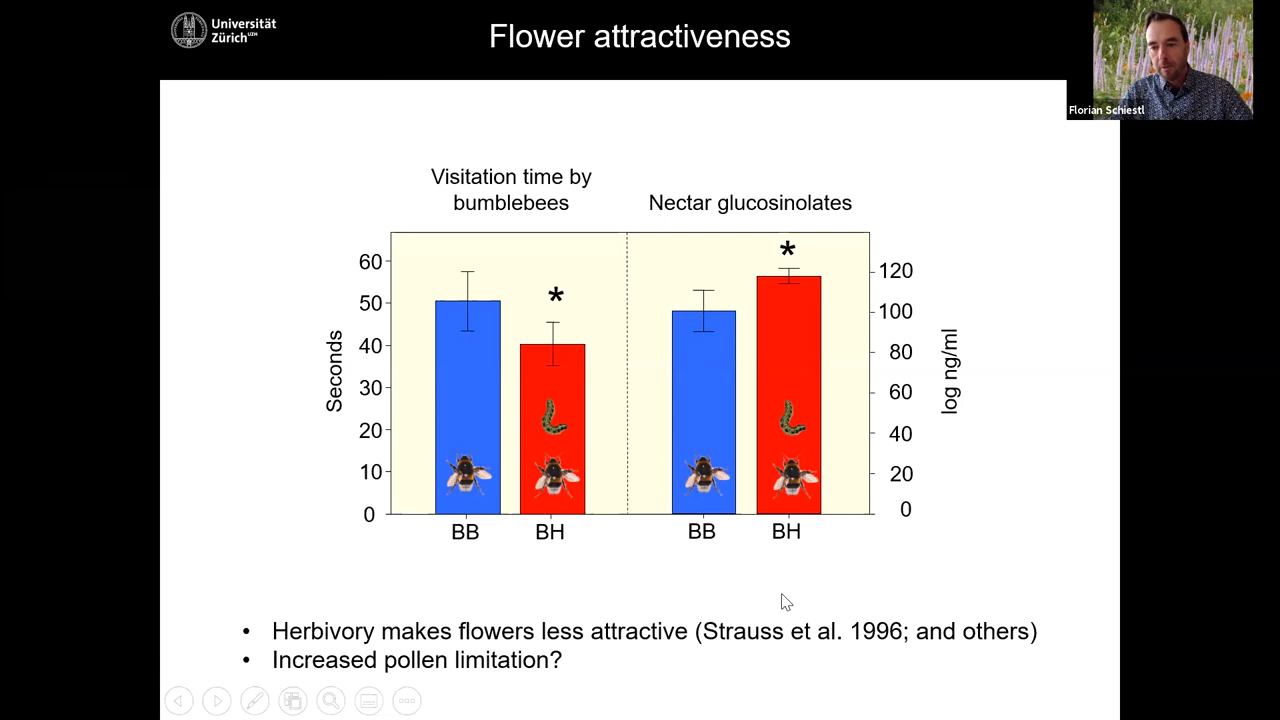 Universität
Zürich UZH
Flower attractiveness
Florian Schiestl
Visitation time by
bumblebees
Nectar glucosinolates
60
50
40
30
20
10
0
Seconds
*
*
120
100
80
60
40
20
0
log ng/ml
BB
BH
BB
BH
• Herbivory makes flowers less attractive (Strauss et al. 1996; and others)
• Increased pollen limitation?